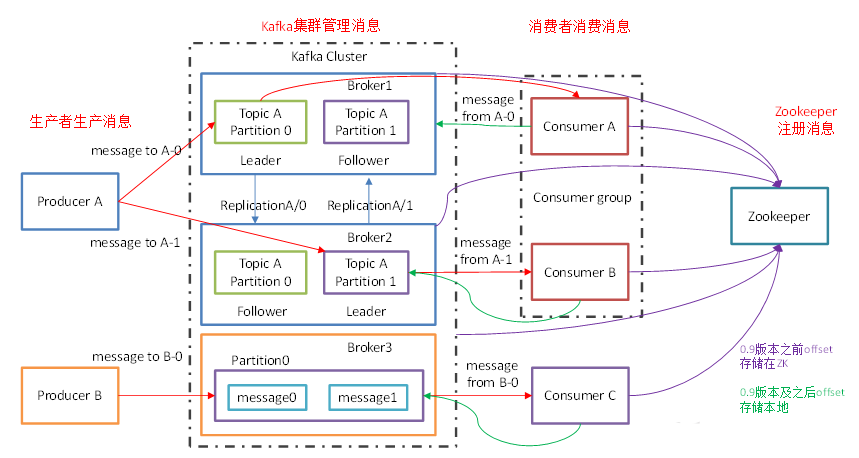 Kafka集群管理消息
消费者消费消息
Kafka Cluster
Broker1
生产者生产消息
message to A-0
Topic A
Partition 0
Topic A
Partition 1
Leader
Follower
message
from A-0
Consumer A
Zookeeper
注册消息
Producer A
ReplicationA/0
ReplicationA/1
Consumer group
Zookeeper
message to A-1
Broker2
Topic A
Partition 0
Topic A
Partition 1
Follower
Leader
message
from A-1
Consumer B
Broker3
message to B-0
Partition0
Producer B
message0
message1
message
from B-0
Consumer C
0.9版本之前offset
存储在ZK
0.9版本及之后offset
存储本地